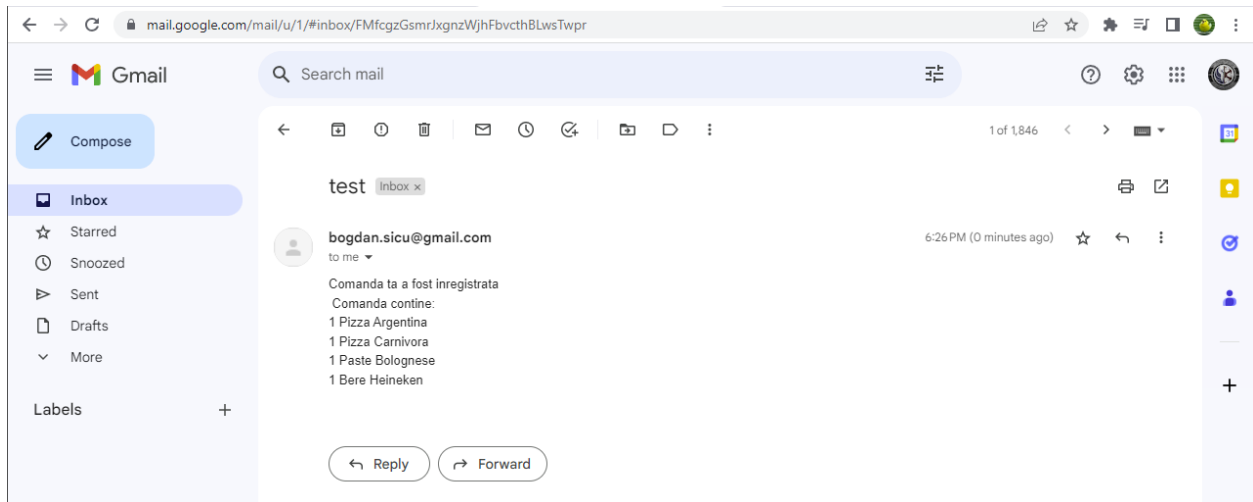 mail.google.com/mail/u/1/#inbox/FMfcgzGsmrJxgnzWjhFbvcthBLwsTwpr
Gmail
Search mail
Compose
1 of 1,846
31
test Inbox ×
Inbox
Starred
bogdan.sicu@gmail.com 6:26 PM (0 minutes ago)
to me
Snoozed
Comanda ta a fost inregistrata
Sent
Comanda contine:
1 Pizza Argentina
Drafts
1 Pizza Carnivora
More
1 Paste Bolognese
1 Bere Heineken
Labels
Reply Forward